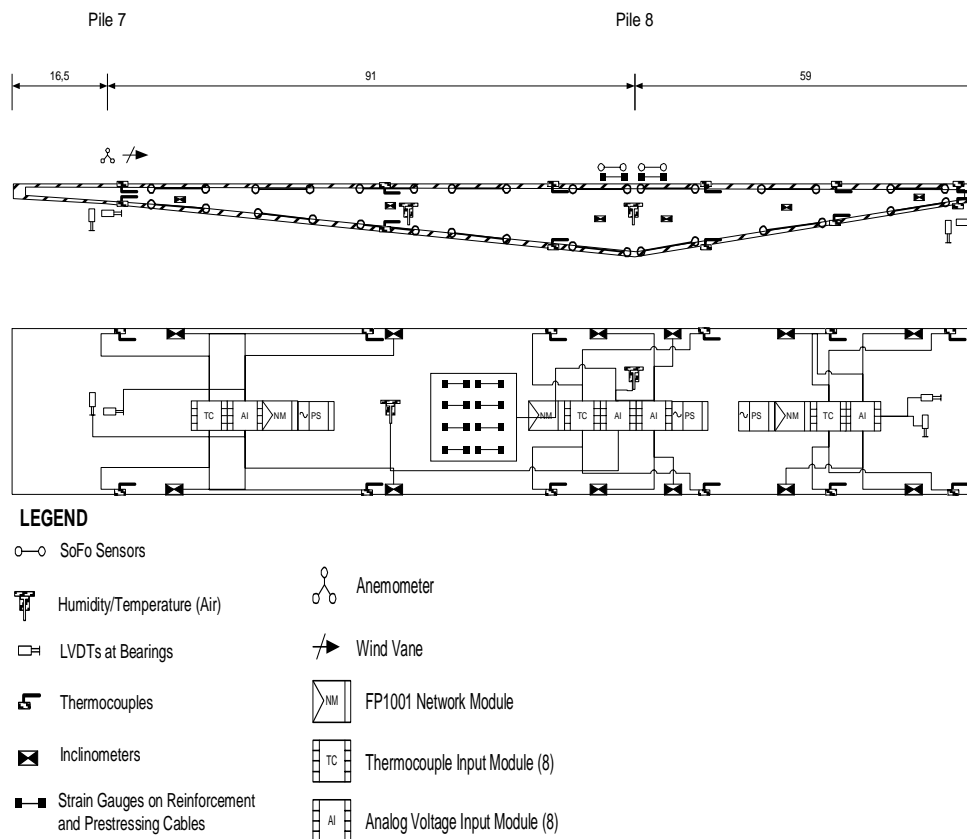 Pile 7
Pile 8
16,5
91
59
TC
AI
NM
PS
NM
TC
AI
AI
PS
PS
NM
TC
AI
LEGEND
SoFo Sensors
Humidity/Temperature (Air)
LVDTs at Bearings
Thermocouples
Inclinometers
Strain Gauges on Reinforcement
and Prestressing Cables
Anemometer
Wind Vane
NM
FP1001 Network Module
TC
Thermocouple Input Module (8)
AI
Analog Voltage Input Module (8)